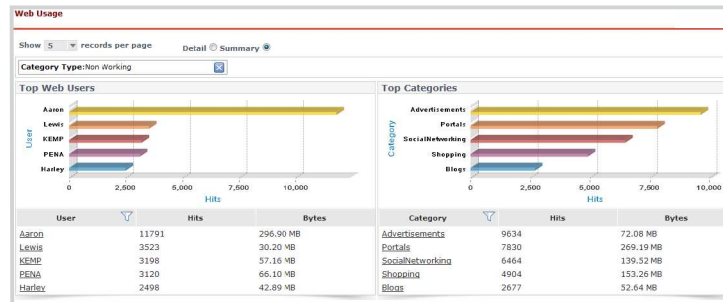 Web Usage
Show 5 records per page Detail Summary
Category Type:Non Working
Top Web Users
User
Aaron
Lewis
KEMP
PENA
Harley
0 2,500 5,000 7,500 10,000
Hits
User Hits Bytes
Aaron 11791 296.90 MB
Lewis 3523 30.20 MB
KEMP 3198 57.16 MB
PENA 3120 66.10 MB
Harley 2498 42.89 MB
Top Categories
Category
Advertisements
Portals
SocialNetworking
Shopping
Blogs
0 2,500 5,000 7,500 10,000
Hits
Category Hits Bytes
Advertisements 9634 72.08 MB
Portals 7830 269.19 MB
SocialNetworking 6464 139.52 MB
Shopping 4904 153.26 MB
Blogs 2677 52.64 MB